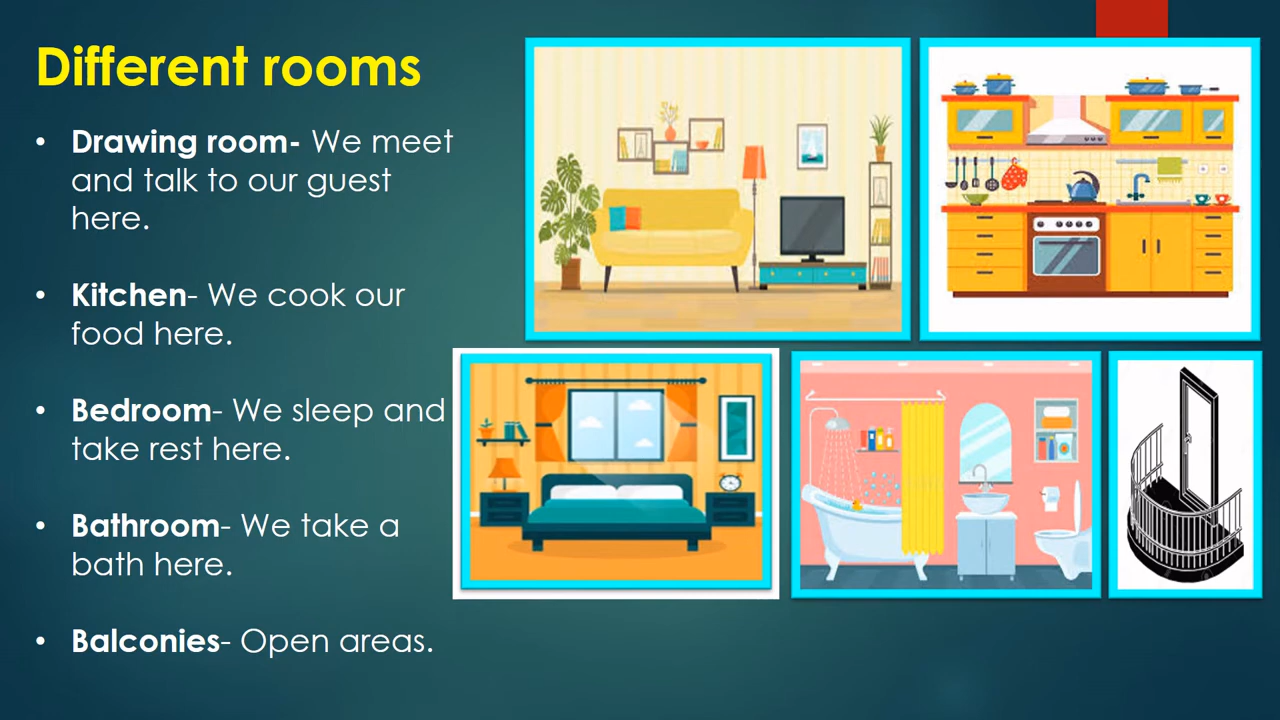 Different rooms
• Drawing room- We meet
and talk to our guest
here.
• Kitchen- We cook our
food here.
• Bedroom- We sleep and
take rest here.
• Bathroom- We take a
bath here.
• Balconies- Open areas.